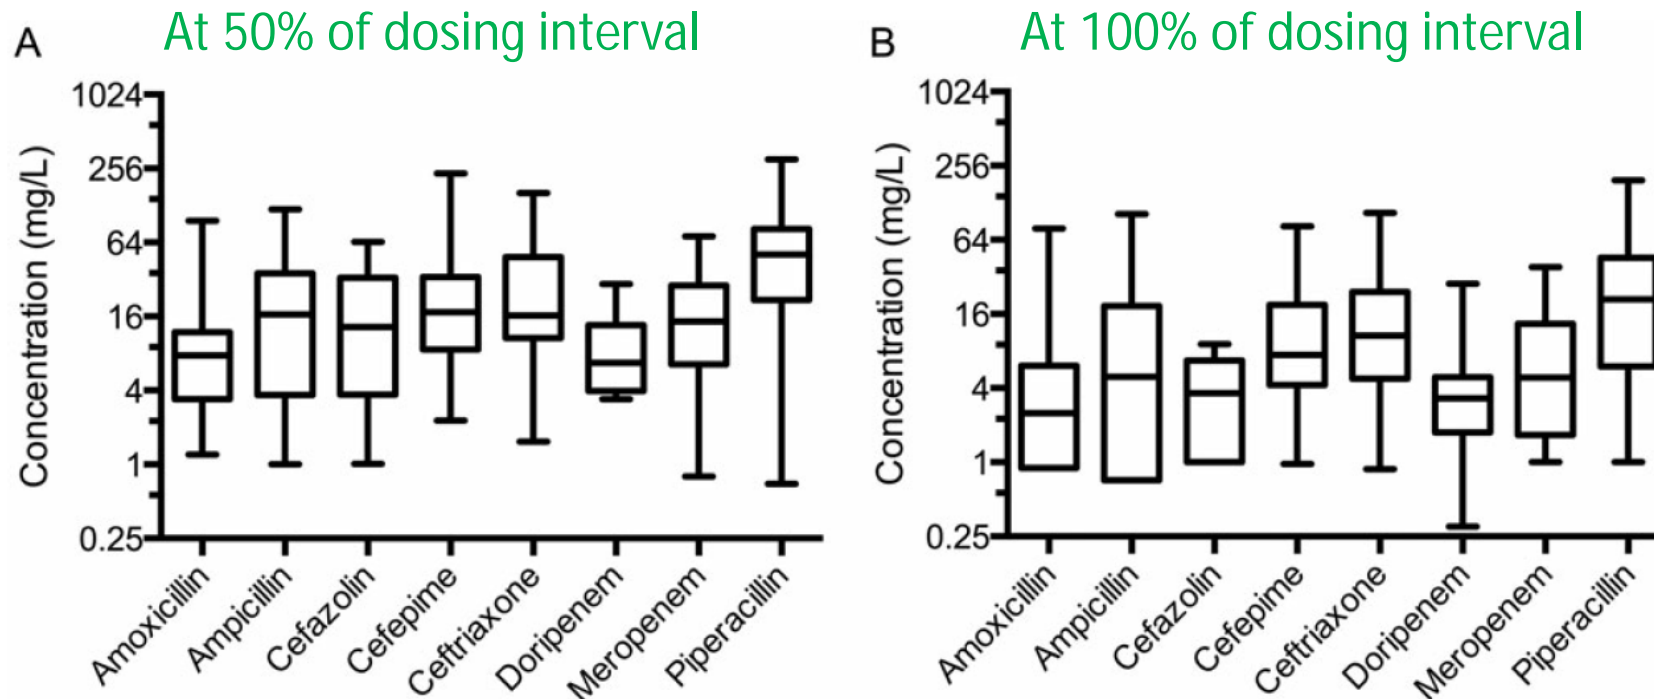 A At 50% of dosing interval
Concentration (mg/L)
1024
256
64
16
4
1
0.25
Amoxicillin
Ampicillin
Cefazolin
Cefepime
Ceftriaxone
Doripenem
Meropenem
Piperacillin
B At 100% of dosing interval
Concentration (mg/L)
1024
256
64
16
4
1
0.25
Amoxicillin
Ampicillin
Cefazolin
Cefepime
Ceftriaxone
Doripenem
Meropenem
Piperacillin